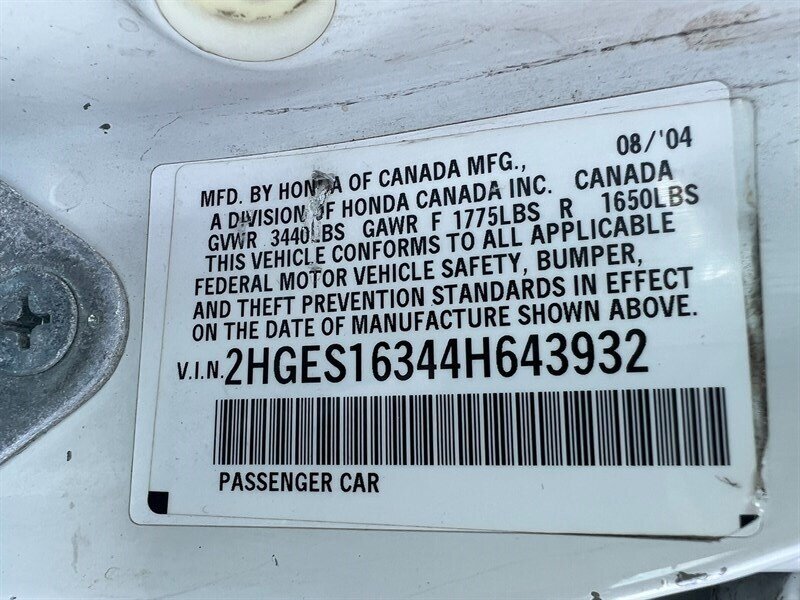 MFD. BY HONDA OF CANADA MFG., 08/'04
A DIVISION OF HONDA CANADA INC. CANADA
GVWR 3440LBS GAWR F 1775LBS R 1650LBS
THIS VEHICLE CONFORMS TO ALL APPLICABLE
FEDERAL MOTOR VEHICLE SAFETY, BUMPER,
AND THEFT PREVENTION STANDARDS IN EFFECT
ON THE DATE OF MANUFACTURE SHOWN ABOVE.
V.I.N. 2HGES16344H643932
PASSENGER CAR